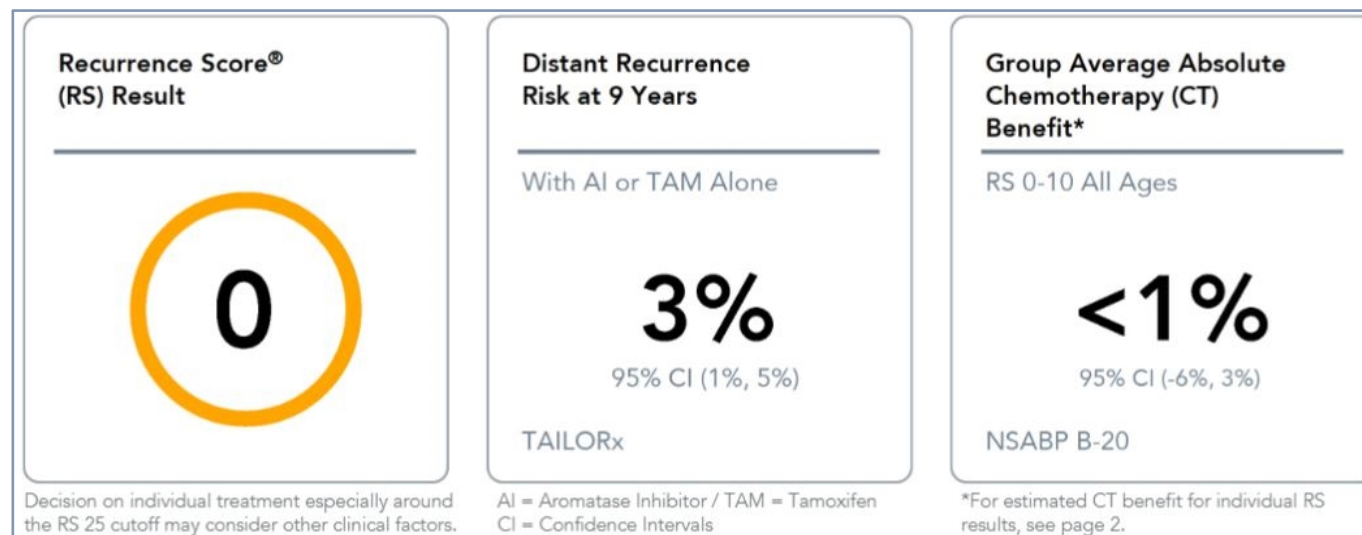 Recurrence Score®
(RS) Result
0
Decision on individual treatment especially around
the RS 25 cutoff may consider other clinical factors.
Distant Recurrence
Risk at 9 Years
With AI or TAM Alone
3%
95% CI (1%, 5%)
TAILORx
AI = Aromatase Inhibitor / TAM = Tamoxifen
CI = Confidence Intervals
Group Average Absolute
Chemotherapy (CT)
Benefit*
RS 0-10 All Ages
<1%
95% CI (-6%, 3%)
NSABP B-20
*For estimated CT benefit for individual RS
results, see page 2.